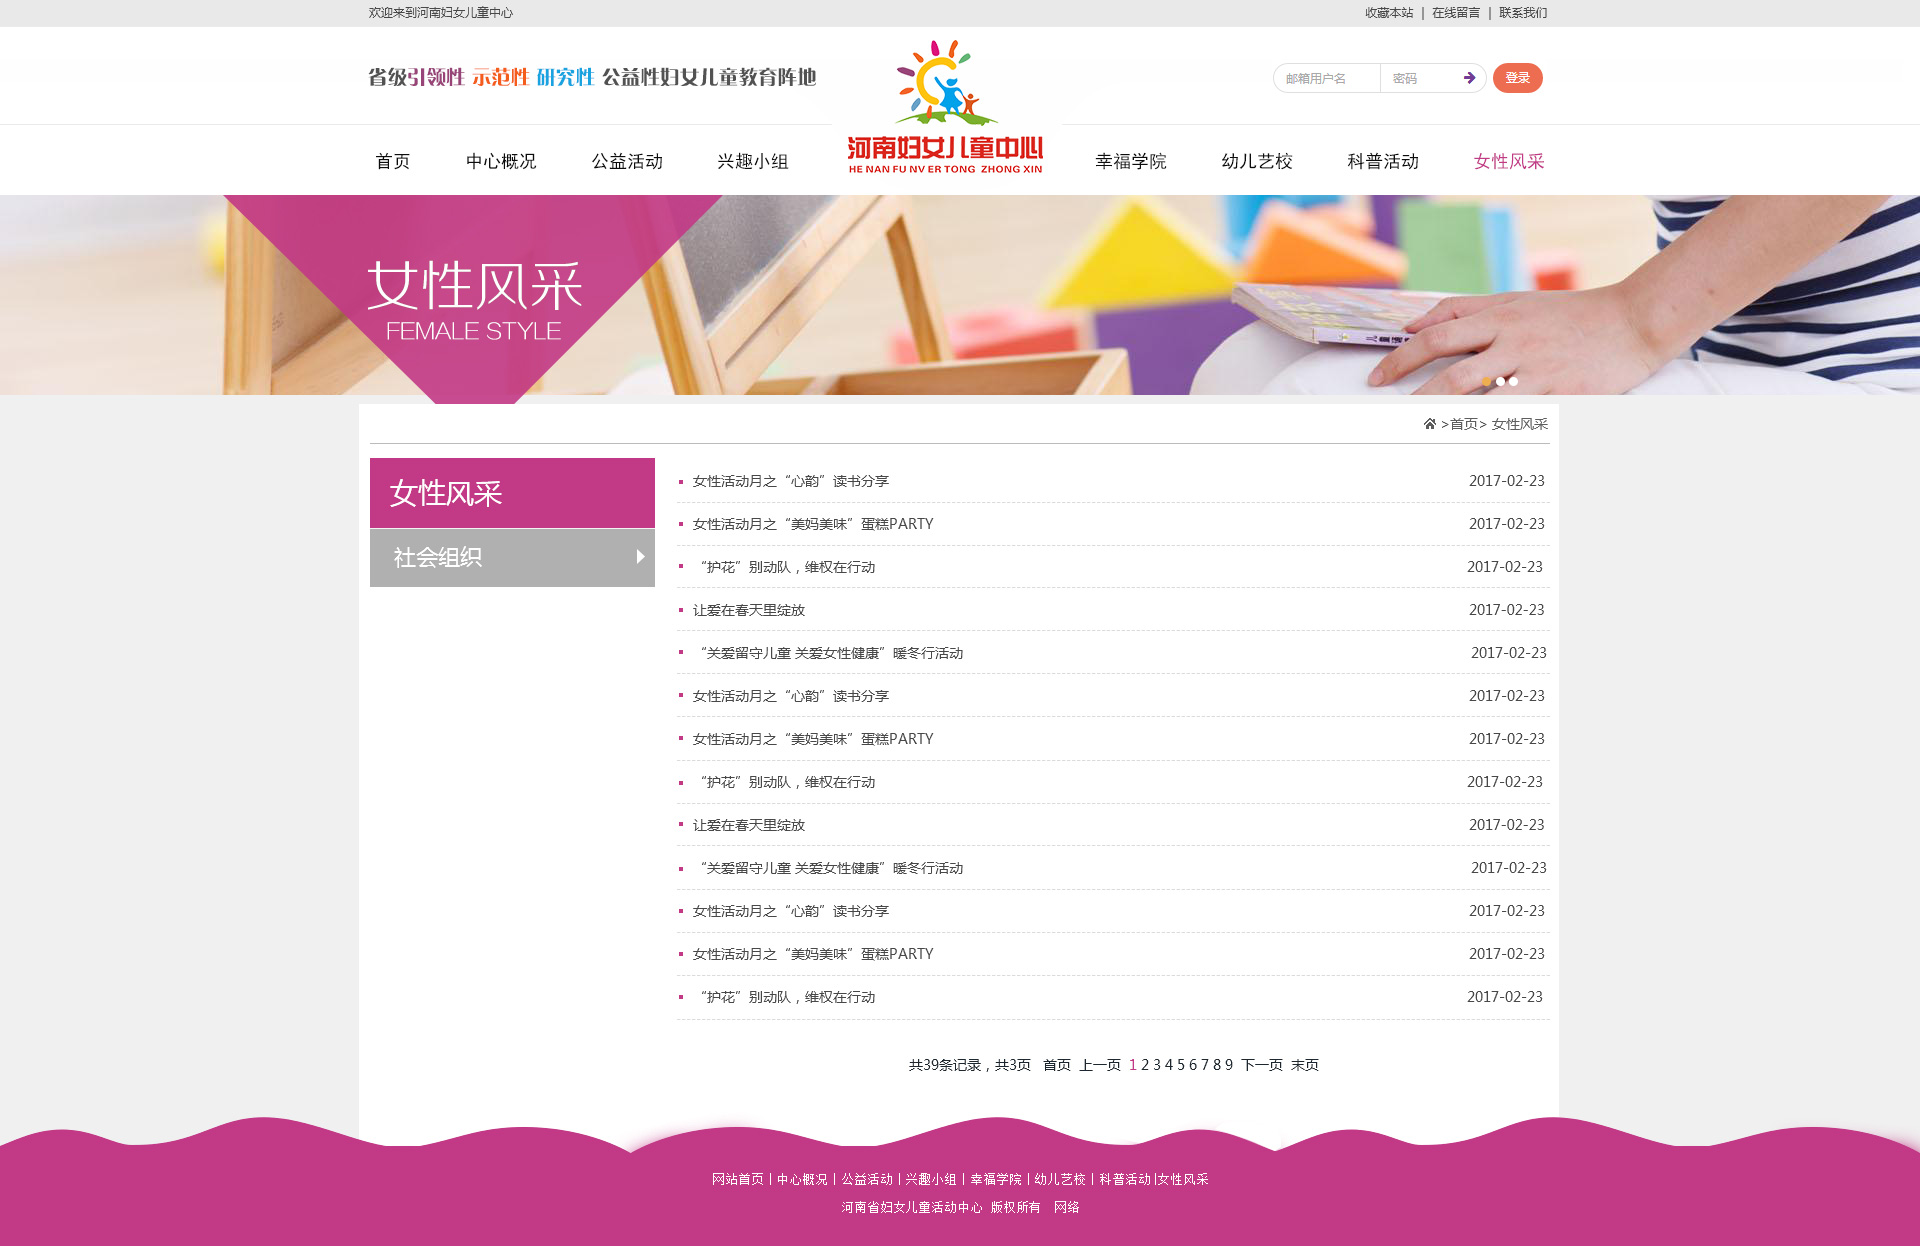 欢迎来到河南妇女儿童中心
收藏本站 | 在线留言 | 联系我们
省级引领性 示范性 研究性 公益性妇女儿童教育阵地
邮箱用户名 密码 登录
河南妇女儿童中心
HE NAN FU NV ER TONG ZHONG XIN
首页 中心概况 公益活动 兴趣小组 幸福学院 幼儿艺校 科普活动 女性风采
女性风采
FEMALE STYLE
>首页> 女性风采
女性风采
社会组织
女性活动月之“心韵”读书分享 2017-02-23
女性活动月之“美妈美味”蛋糕PARTY 2017-02-23
“护花”别动队，维权在行动 2017-02-23
让爱在春天里绽放 2017-02-23
“关爱留守儿童 关爱女性健康”暖冬行活动 2017-02-23
女性活动月之“心韵”读书分享 2017-02-23
女性活动月之“美妈美味”蛋糕PARTY 2017-02-23
“护花”别动队，维权在行动 2017-02-23
让爱在春天里绽放 2017-02-23
“关爱留守儿童 关爱女性健康”暖冬行活动 2017-02-23
女性活动月之“心韵”读书分享 2017-02-23
女性活动月之“美妈美味”蛋糕PARTY 2017-02-23
“护花”别动队，维权在行动 2017-02-23
共39条记录，共3页 首页 上一页 1 2 3 4 5 6 7 8 9 下一页 末页
网站首页 | 中心概况 | 公益活动 | 兴趣小组 | 幸福学院 | 幼儿艺校 | 科普活动 |女性风采
河南省妇女儿童活动中心 版权所有 网络